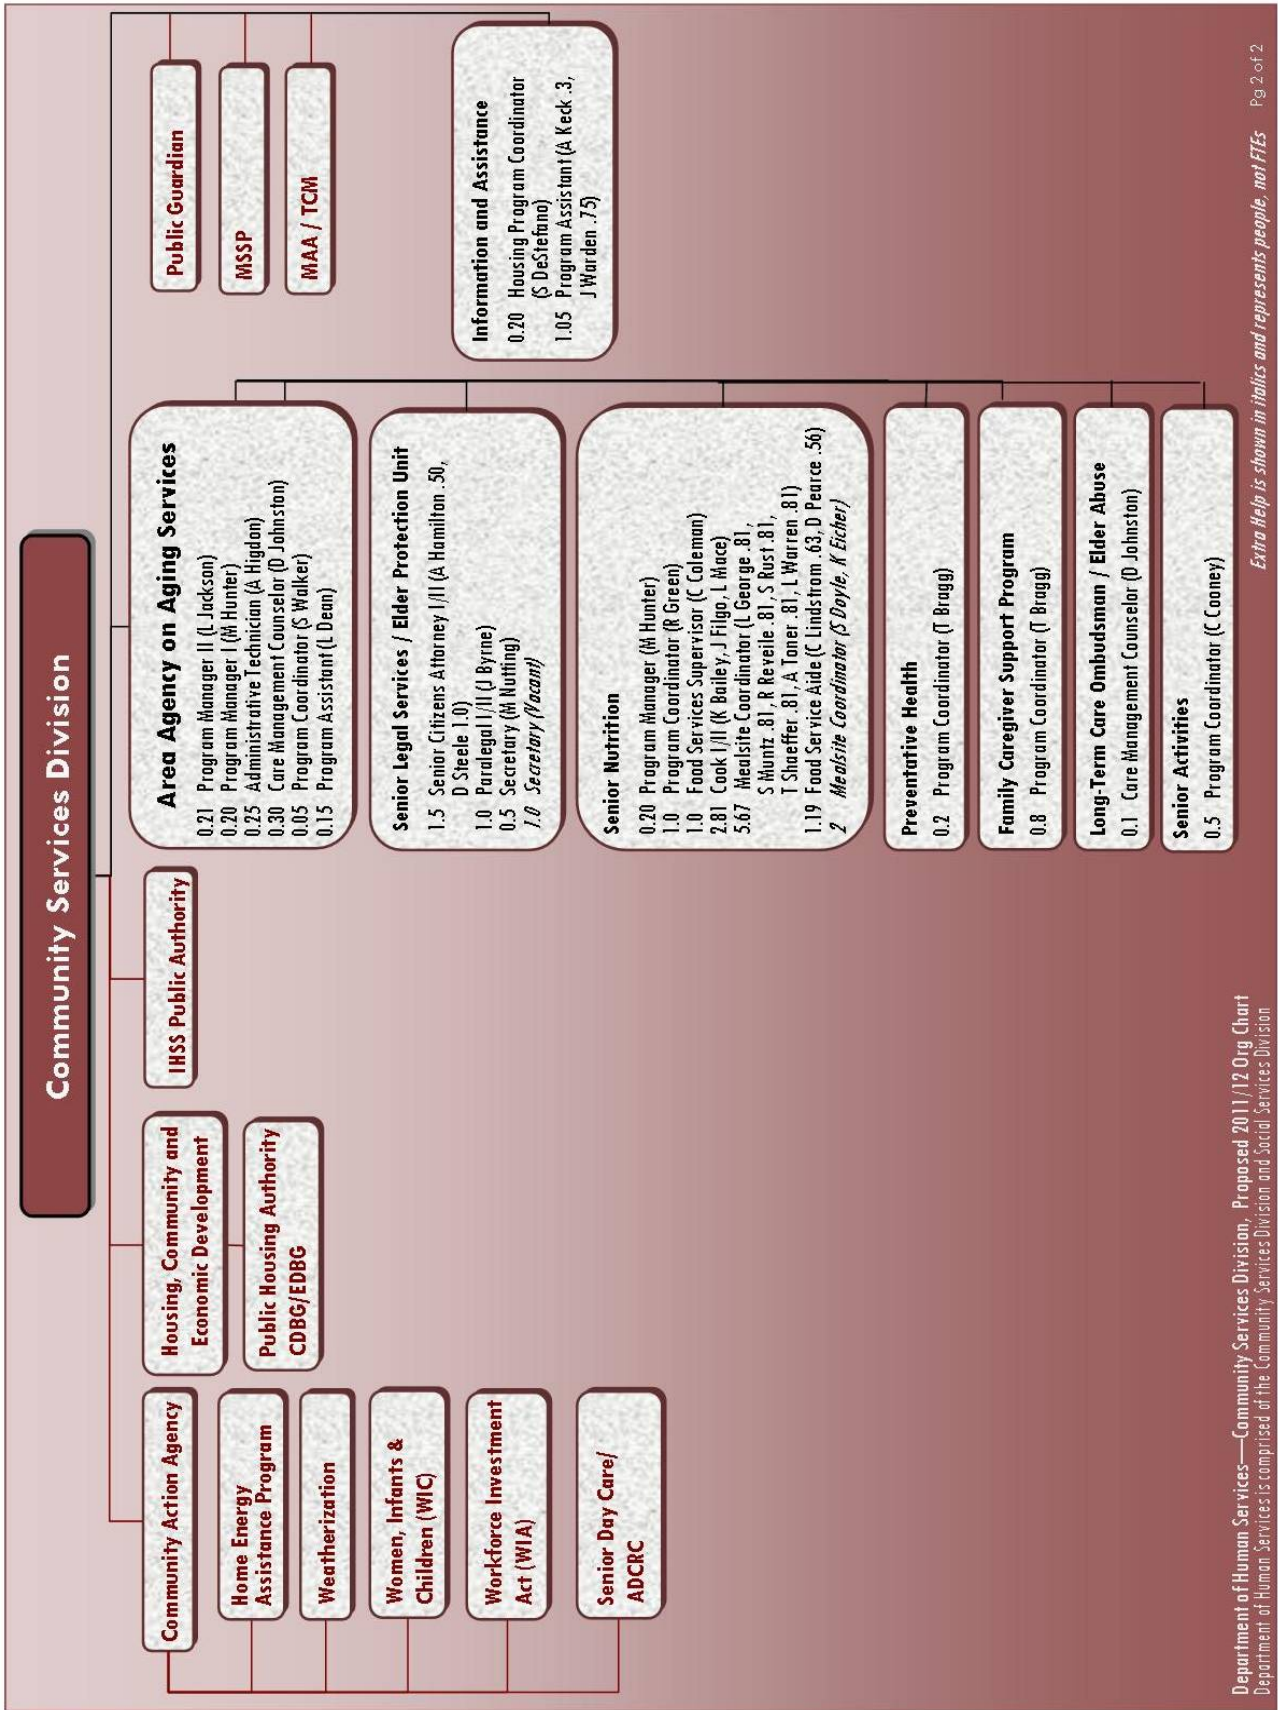 Community Services Division
Community Action Agency
Home Energy
Assistance Program
Weatherization
Women, Infants &
Children (WIC)
Workforce Investment
Act (WIA)
Senior Day Care/
ADCRC
Housing, Community and
Economic Development
Public Housing Authority
CDBG/EDBG
IHSS Public Authority
Area Agency on Aging Services
0.21 Program Manager II (L Jackson)
0.20 Program Manager I (M Hunter)
0.25 Administrative Technician (A Higdon)
0.30 Care Management Counselor (D Johnston)
0.05 Program Coordinator (S Walker)
0.15 Program Assistant (L Dean)
Senior Legal Services / Elder Protection Unit
1.5 Senior Citizens Attorney I/II (A Hamilton .50,
D Steele 1.0)
1.0 Paralegal I/II (J Byrne)
0.5 Secretary (M Nutting)
1.0 Secretary (Vacant)
Senior Nutrition
0.20 Program Manager (M Hunter)
1.0 Program Coordinator (R Green)
1.0 Food Services Supervisor (C Coleman)
2.81 Cook I/II (K Bailey, J Filgo, L Mace)
5.67 Mealsite Coordinator (L George .81,
S Muntz .81, R Reveile .81, S Rust .81,
T Shaeffer .81, A Toner .81, L Warren .81)
1.19 Food Service Aide (C Lindstrom .63, D Pearce .56)
2 Mealsite Coordinator (S Doyle, K Eicher)
Preventative Health
0.2 Program Coordinator (T Bragg)
Family Caregiver Support Program
0.8 Program Coordinator (T Bragg)
Long-Term Care Ombudsman / Elder Abuse
0.1 Care Management Counselor (D Johnston)
Senior Activities
0.5 Program Coordinator (C Cooney)
Public Guardian
MSSP
MAA / TCM
Information and Assistance
0.20 Housing Program Coordinator
(S DeStefano)
1.05 Program Assistant (A Keck .3,
J Warden .75)
Department of Human Services—Community Services Division, Proposed 2011/12 Org Chart
Department of Human Services is comprised of the Community Services Division and Social Services Division
Extra Help is shown in italics and represents people, not FTEs Pg 2 of 2